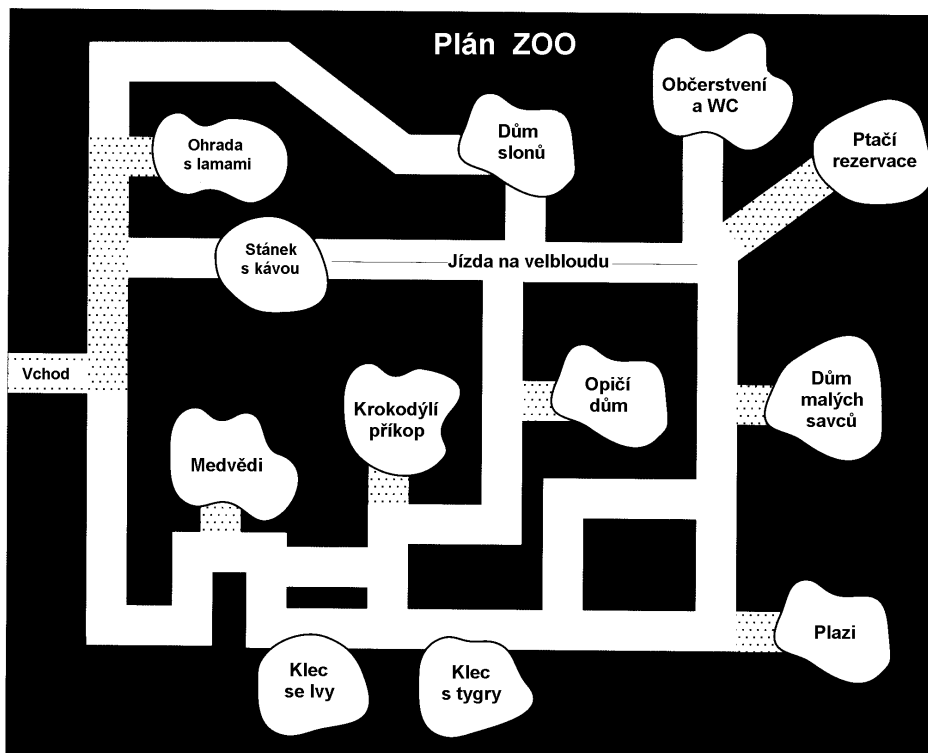 Plán ZOO
Občerstvení
a WC
Dům
slonů
Ptačí
rezervace
Ohrada
s lamami
Stánek
s kávou
Jízda na velbloudu
Vchod
Opičí
dům
Dům
malých
savců
Krokodýlí
příkop
Medvědi
Plazi
Klec
se lvy
Klec
s tygry